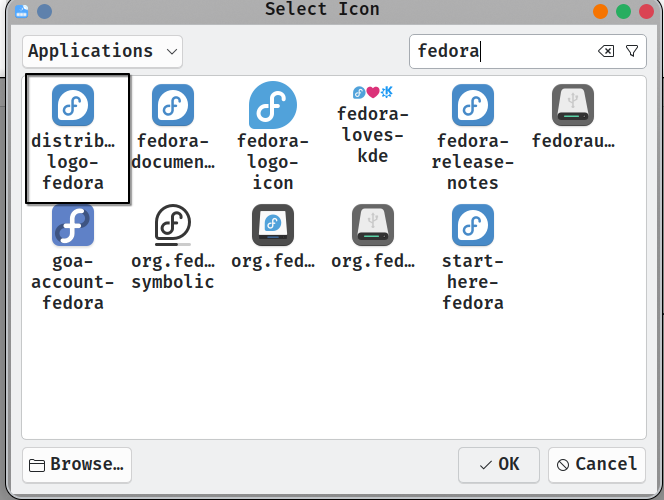 Select Icon
Applications
fedora
distrib…
logo-
fedora
fedora-
documen…
fedora-
logo-
icon
fedora-
loves-
kde
fedora-
release-
notes
fedorau…
goa-
account-
fedora
org.fed…
symbolic
org.fed…
org.fed…
start-
here-
fedora
Browse…
OK
Cancel